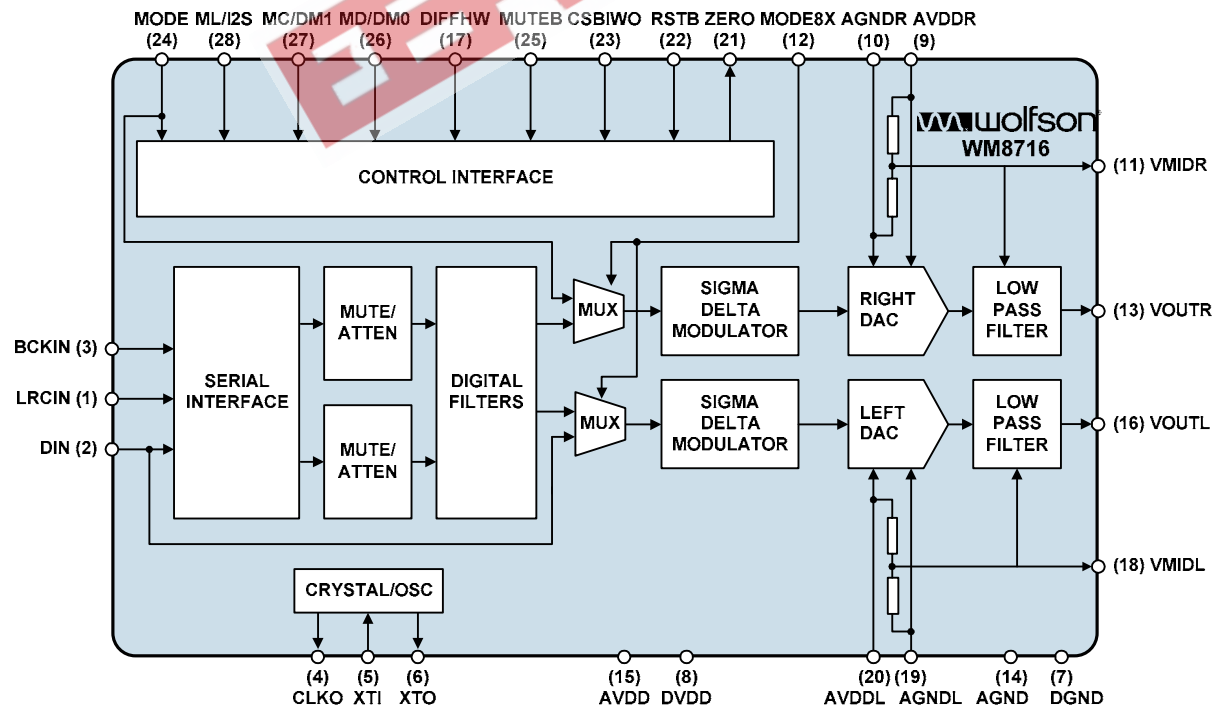 MODE ML/I2S MC/DM1 MD/DM0 DIFFHW MUTEB CSBIWO RSTB ZERO MODE8X AGNDR AVDDR
(24) (28) (27) (26) (17) (25) (23) (22) (21) (12) (10) (9)
wolfson
WM8716
CONTROL INTERFACE
(11) VMIDR
SERIAL
INTERFACE
MUTE/
ATTEN
MUTE/
ATTEN
DIGITAL
FILTERS
MUX
MUX
SIGMA
DELTA
MODULATOR
RIGHT
DAC
LOW
PASS
FILTER
(13) VOUTR
BCKIN (3)
LRCIN (1)
DIN (2)
SIGMA
DELTA
MODULATOR
LEFT
DAC
LOW
PASS
FILTER
(16) VOUTL
(18) VMIDL
CRYSTAL/OSC
(4) (5) (6) (15) (8) (20) (19) (14) (7)
CLKO XTI XTO AVDD DVDD AVDDL AGNDL AGND DGND